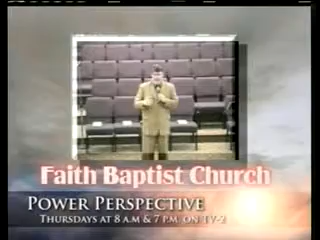 Faith Baptist Church
POWER PERSPECTIVE
THURSDAYS AT 8 A.M & 7 P.M. ON TV-2